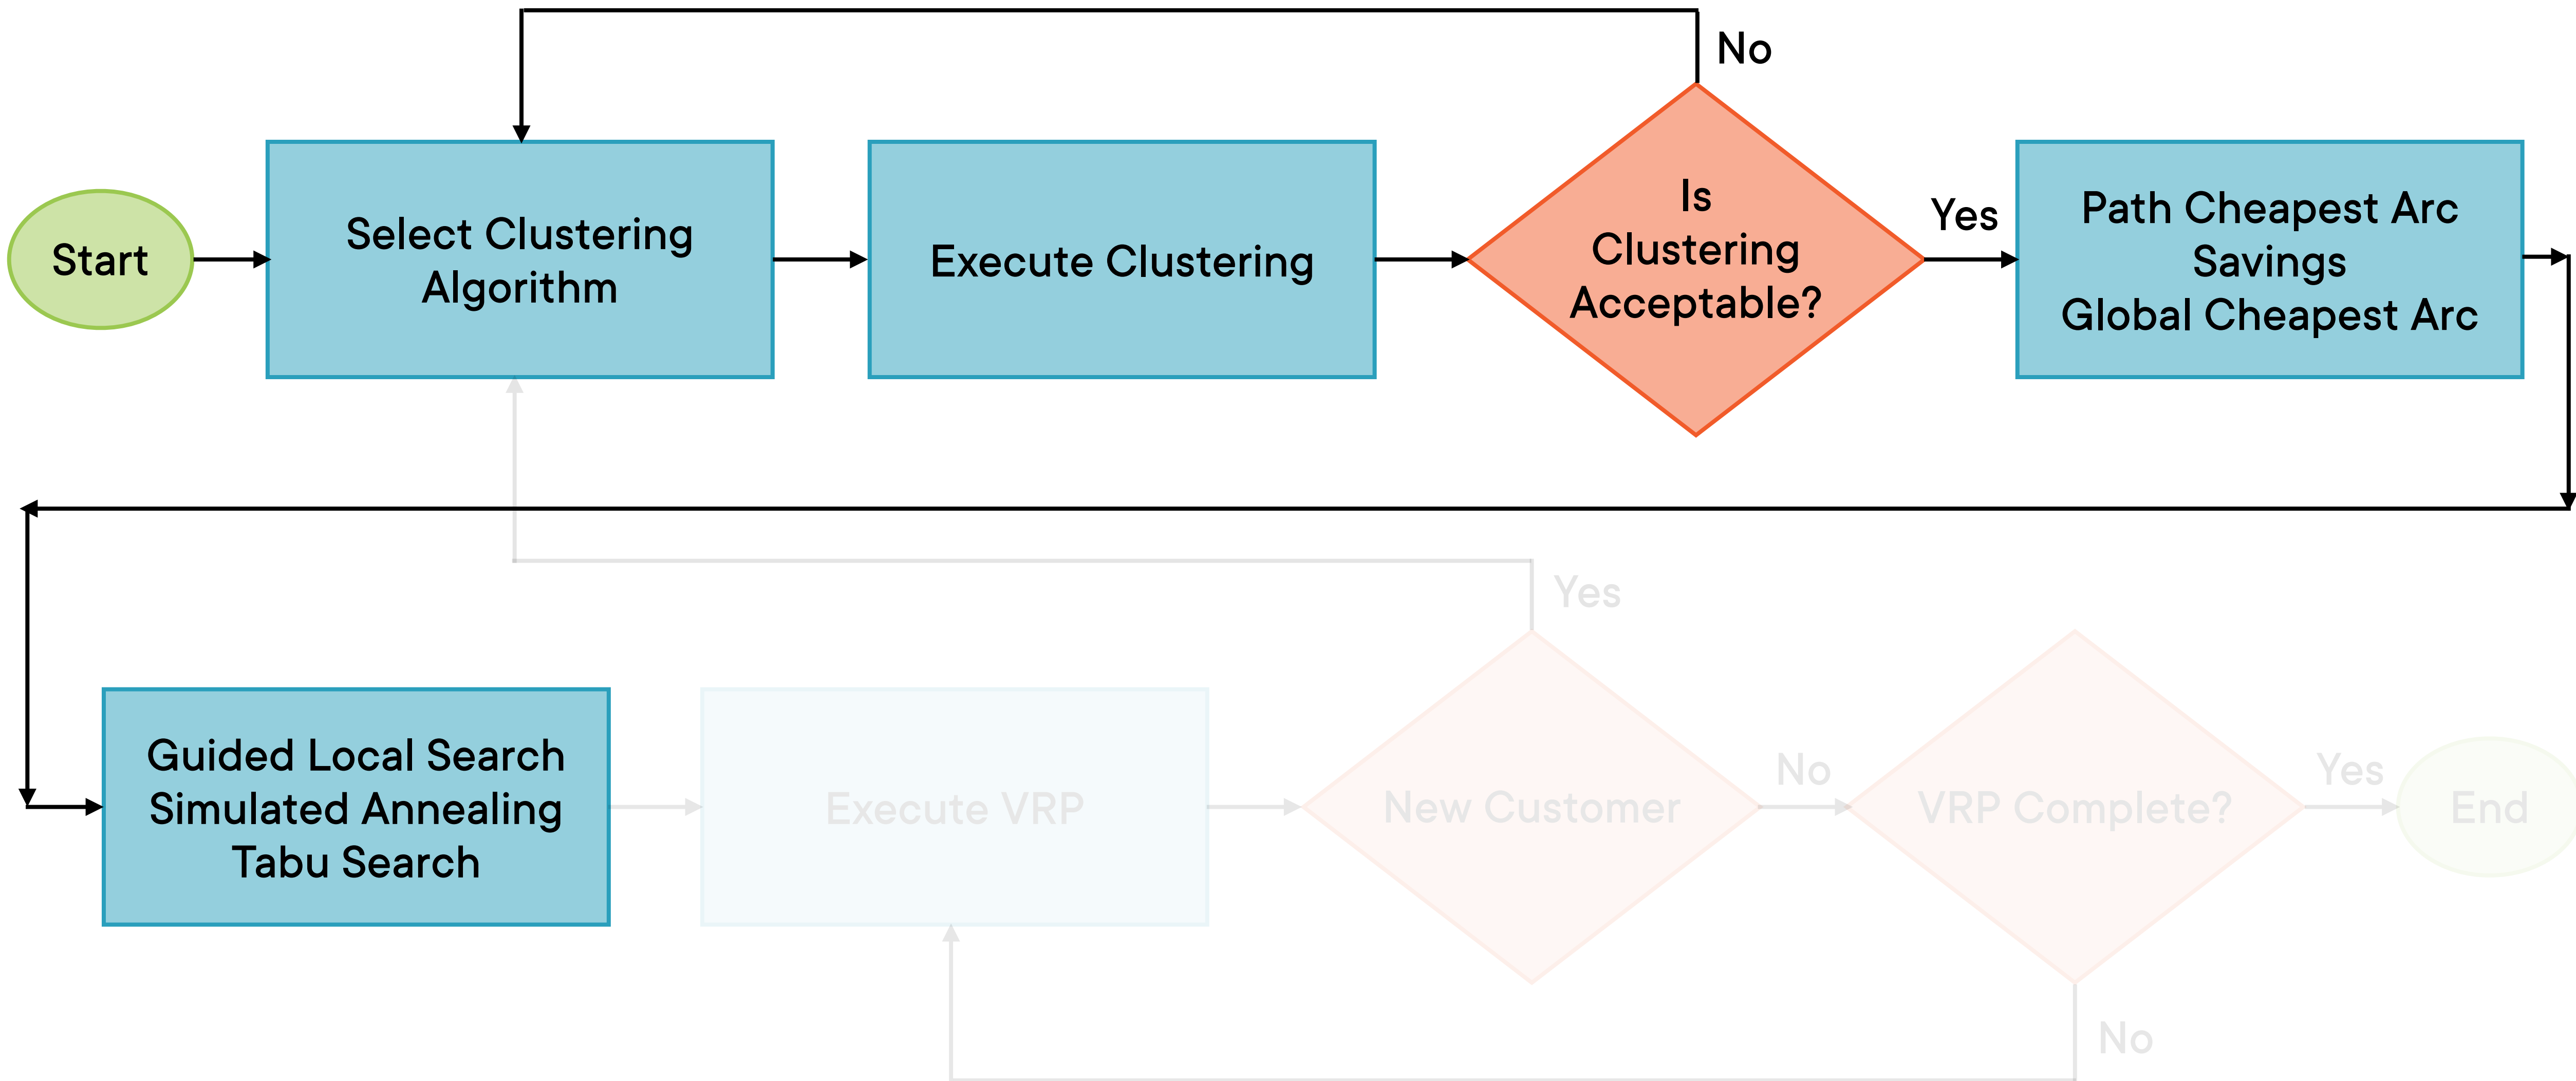 No
Start
Select Clustering
Algorithm
Execute Clustering
Is
Clustering
Acceptable?
Yes
Path Cheapest Arc
Savings
Global Cheapest Arc
Yes
Guided Local Search
Simulated Annealing
Tabu Search
Execute VRP
New Customer
No
VRP Complete?
Yes
End
No